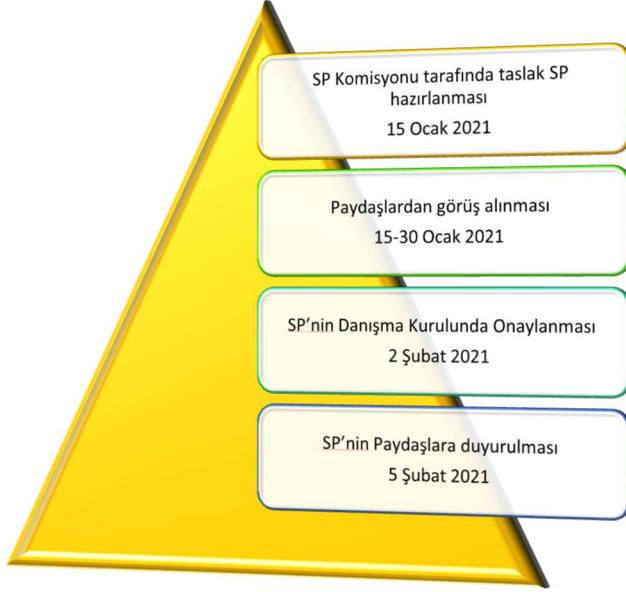 SP Komisyonu tarafında taslak SP
hazırlanması
15 Ocak 2021
Paydaşlardan görüş alınması
15-30 Ocak 2021
SP’nin Danışma Kurulunda Onaylanması
2 Şubat 2021
SP’nin Paydaşlara duyurulması
5 Şubat 2021